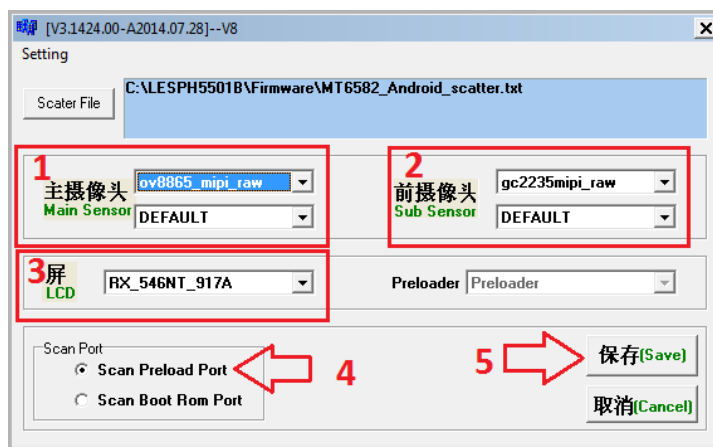 [V3.1424.00-A2014.07.28]--V8
Setting
Scater File
C:\LESPH5501B\Firmware\MT6582_Android_scatter.txt
1
主摄像头
Main Sensor
ov8865_mipi_raw
DEFAULT
2
前摄像头
Sub Sensor
gc2235mipi_raw
DEFAULT
3
屏
LCD
RX_546NT_917A
Preloader
Preloader
Scan Port
Scan Preload Port
Scan Boot Rom Port
4
5
保存(Save)
取消(Cancel)